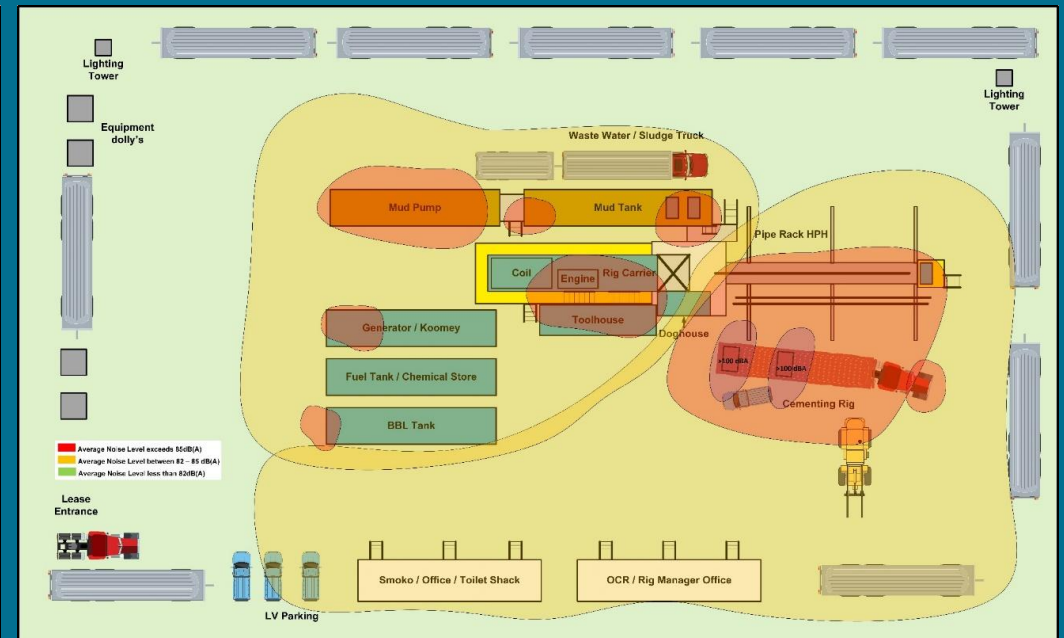 Lighting
Tower
Lighting
Tower
Equipment
dolly's
Waste Water / Sludge Truck
Mud Pump
Mud Tank
Pipe Rack HPH
Coil
Engine
Rig Carrier
Toolhouse
Doghouse
Generator / Koomey
Fuel Tank / Chemical Store
>100 dBA
>100 dBA
Cementing Rig
BBL Tank
Average Noise Level exceeds 85dB(A)
Average Noise Level between 82 – 85 dB(A)
Average Noise Level less than 82dB(A)
Lease
Entrance
Smoko / Office / Toilet Shack
OCR / Rig Manager Office
LV Parking